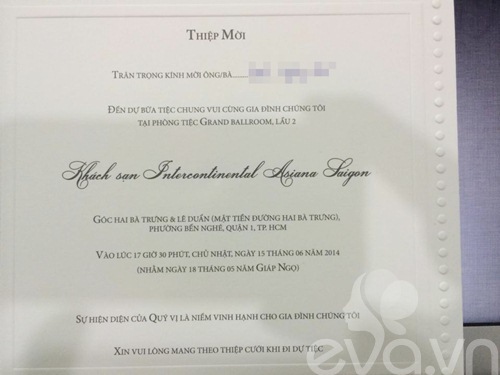 THIỆP MỜI
TRÂN TRỌNG KÍNH MỜI ÔNG/BÀ......
ĐẾN DỰ BỮA TIỆC CHUNG VUI CÙNG GIA ĐÌNH CHÚNG TÔI
TẠI PHÒNG TIỆC GRAND BALLROOM, LẦU 2
Khách sạn Intercontinental Asiana Saigon
GÓC HAI BÀ TRƯNG & LÊ DUẨN (MẶT TIỀN ĐƯỜNG HAI BÀ TRƯNG),
PHƯỜNG BẾN NGHÉ, QUẬN 1, TP. HCM
VÀO LÚC 17 GIỜ 30 PHÚT, CHỦ NHẬT, NGÀY 15 THÁNG 06 NĂM 2014
(NHẰM NGÀY 18 THÁNG 05 NĂM GIÁP NGỌ)
SỰ HIỆN DIỆN CỦA QUÝ VỊ LÀ NIỀM VINH HẠNH CHO GIA ĐÌNH CHÚNG TÔI
XIN VUI LÒNG MANG THEO THIỆP CƯỚI KHI ĐI DỰ TIỆC
eva.vn